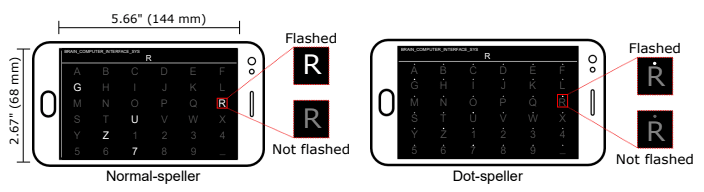 5.66" (144 mm)
2.67" (68 mm)
BRAIN_COMPUTER_INTERFACE_SYS
R
A B C D E F
G H I J K L
M N O P Q R
S T U V W X
Y Z 1 2 3 4
5 6 7 8 9 _
Flashed
R
R
Not flashed
Normal-speller
BRAIN_COMPUTER_INTERFACE_SYS
R
A B C D E F
G H I J K L
M N O P Q R
S T U V W X
Y Z 1 2 3 4
5 6 7 8 9 _
Flashed
R
R
Not flashed
Dot-speller